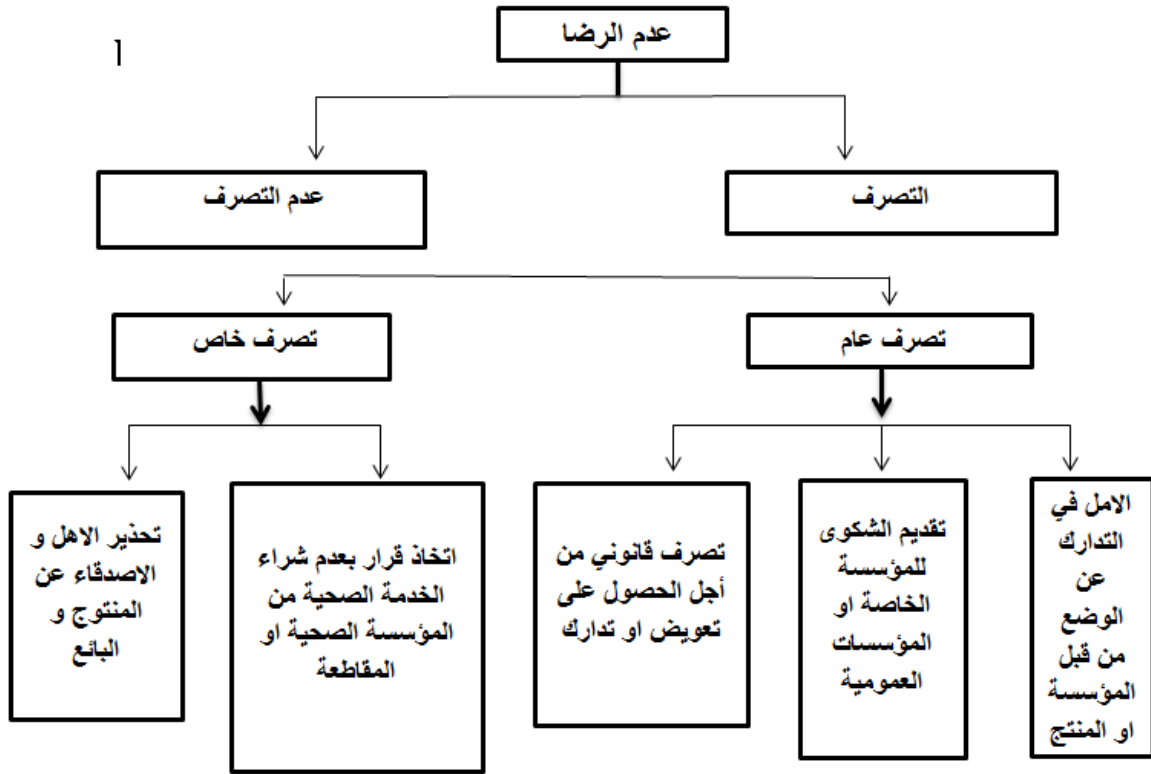 1
عدم الرضا
التصرف
عدم التصرف
تصرف عام
تصرف خاص
الامل في
التدارك
عن
الوضع
من قبل
المؤسسة
او المنتج
تقديم الشكوى
للمؤسسة
الخاصة او
المؤسسات
العمومية
تصرف قانوني من
أجل الحصول على
تعويض او تدارك
اتخاذ قرار بعدم شراء
الخدمة الصحية من
المؤسسة الصحية او
المقاطعة
تحذير الاهل و
الاصدقاء عن
المنتوج و
البائع